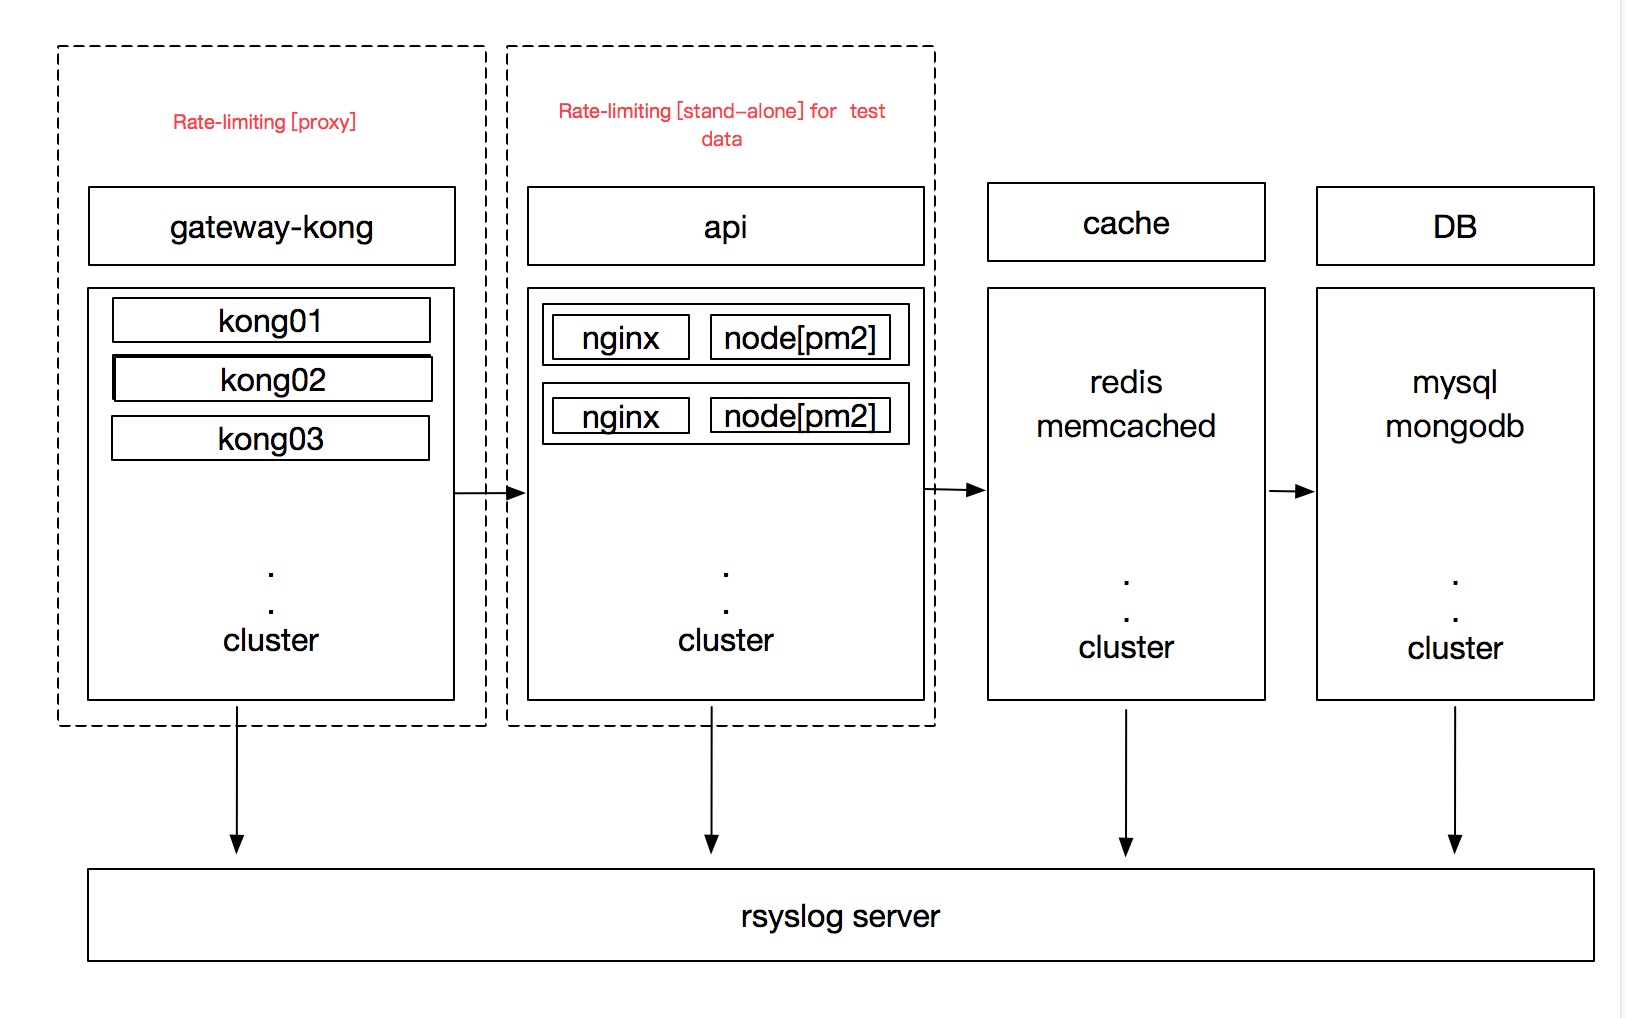 Rate-limiting [proxy]
Rate-limiting [stand-alone] for test
data
gateway-kong
api
cache
DB
kong01
kong02
kong03
.
.
cluster
nginx
node[pm2]
nginx
node[pm2]
.
.
cluster
redis
memcached
.
.
cluster
mysql
mongodb
.
.
cluster
rsyslog server